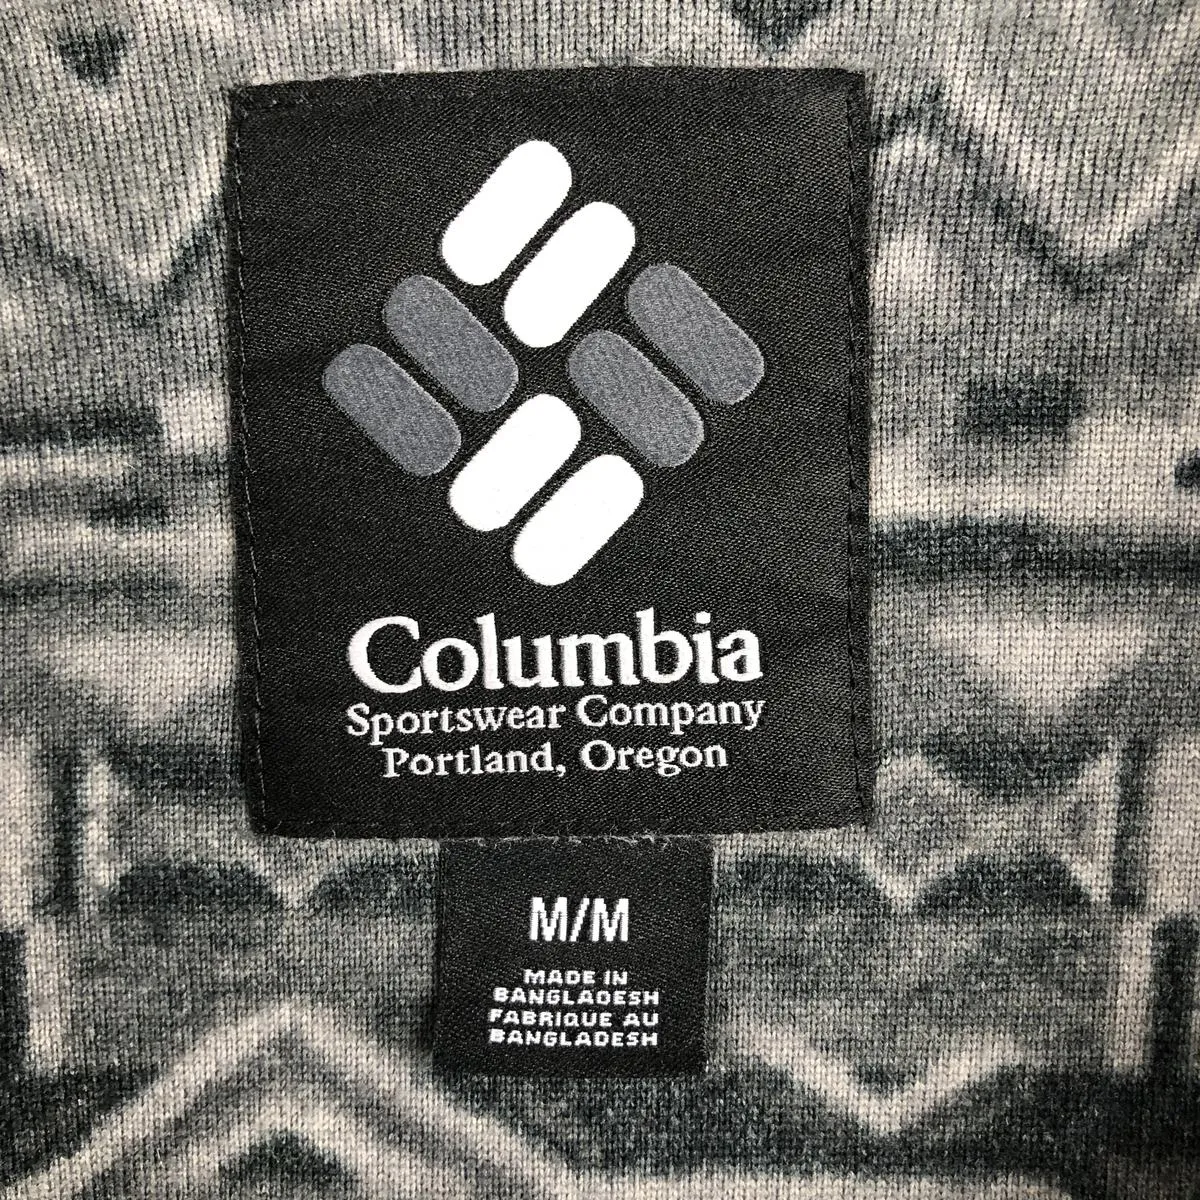 Columbia
Sportswear Company
Portland, Oregon
M/M
MADE IN
BANGLADESH
FABRIQUE AU
BANGLADESH